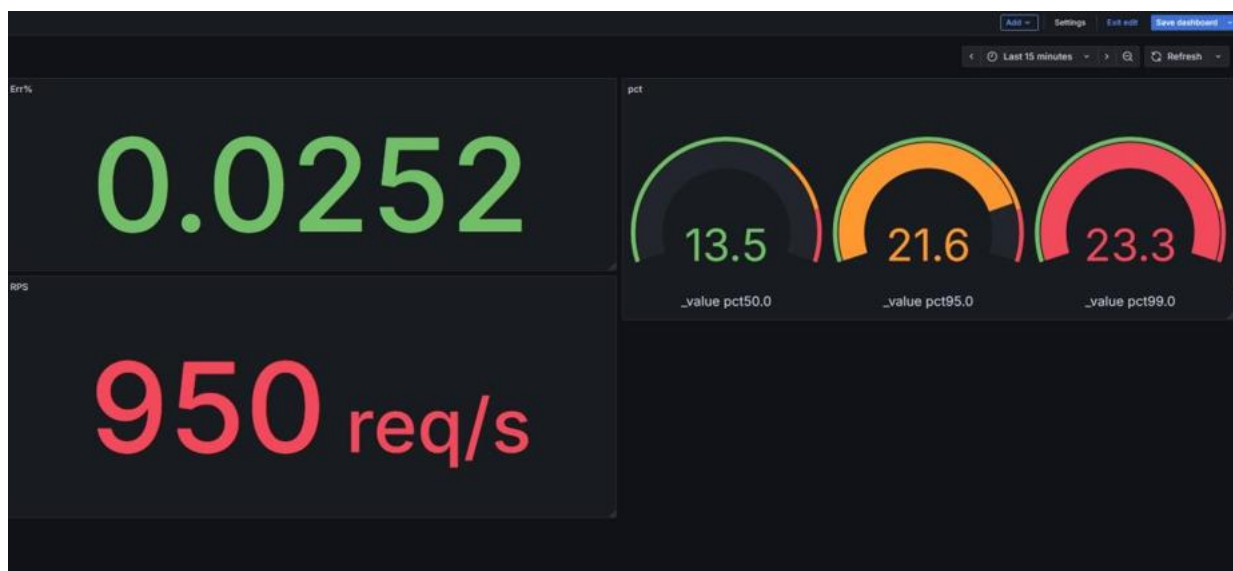 Add Settings Exit edit Save dashboard
Last 15 minutes Refresh
Err%
0.0252
RPS
950 req/s
pct
13.5 21.6 23.3
_value pct50.0 _value pct95.0 _value pct99.0